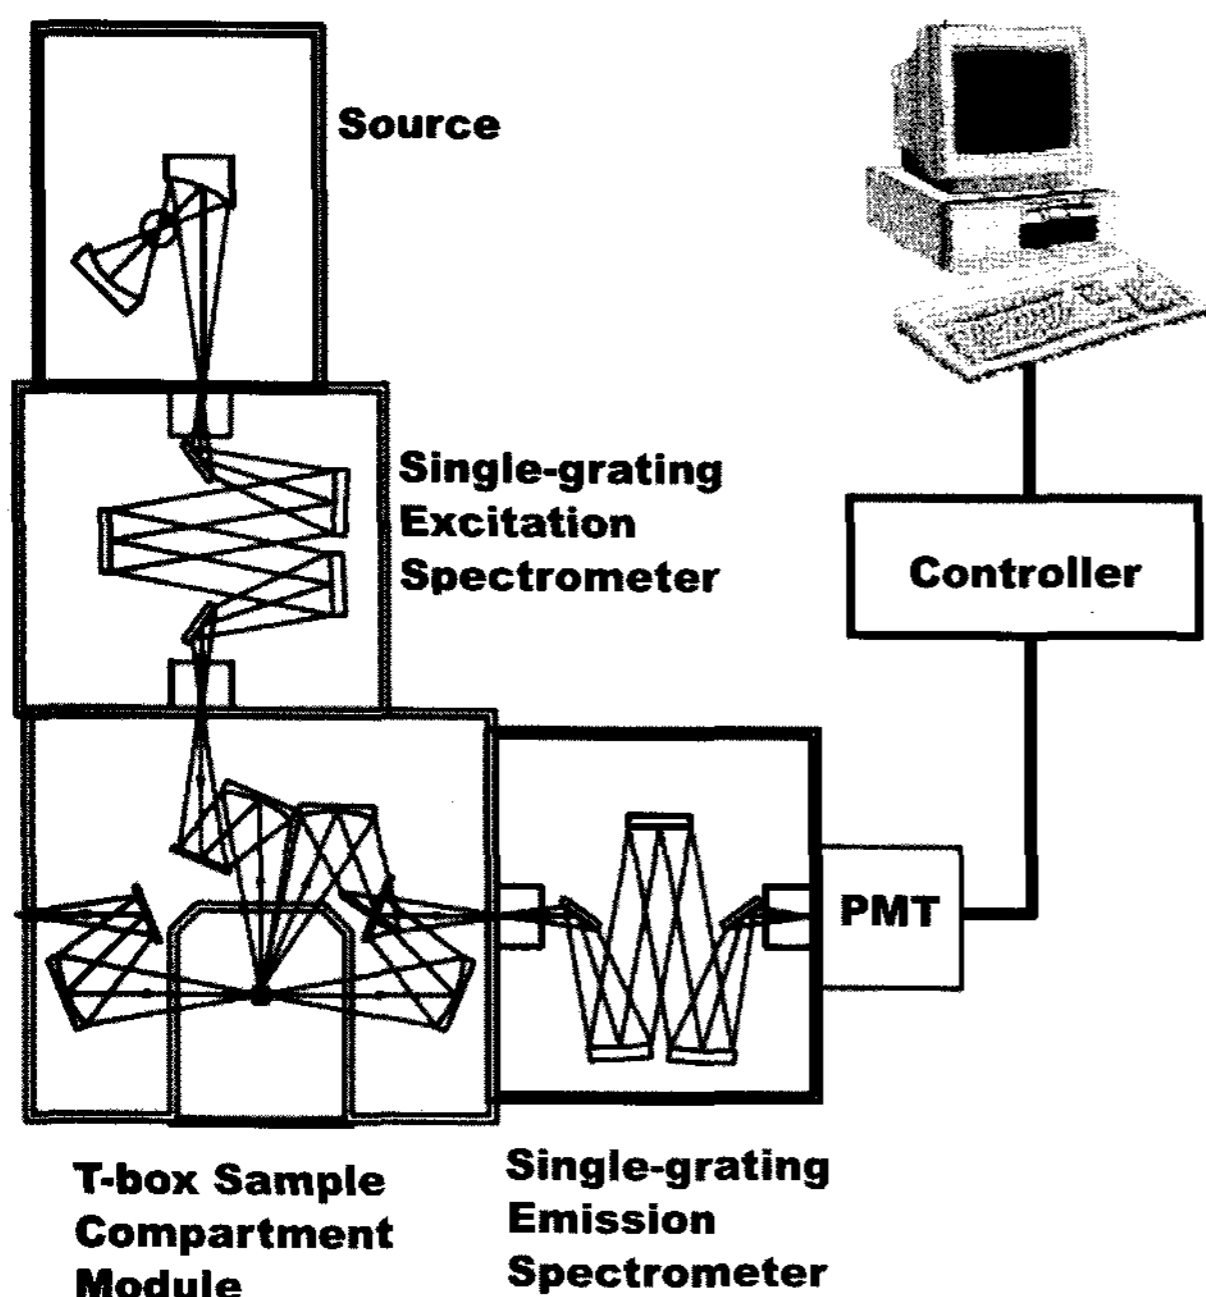 Source
Single-grating
Excitation
Spectrometer
Controller
PMT
T-box Sample
Compartment
Module
Single-grating
Emission
Spectrometer